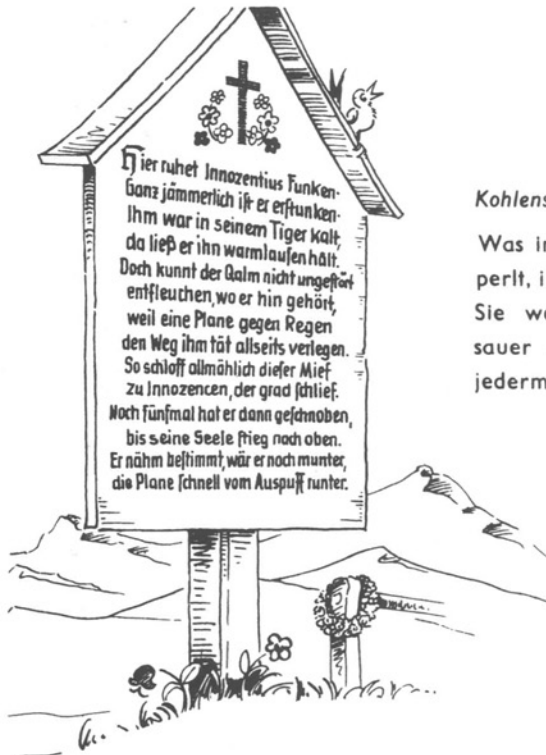 Hier ruhet Innozentius Funken.
Ganz jämmerlich ist er erstunken.
Ihm war in seinem Tiger kalt,
da ließ er ihn warmlaufen halt.
Doch kunnt der Qalm nicht ungestört
entfleuchen, wo er hin gehört,
weil eine Plane gegen Regen
den Weg ihm tät allseits verlegen.
So schloff allmählich dieser Mief
zu Innozencen, der grad schlief.
Noch fünfmal hat er dann geschnoben,
bis seine Seele stieg nach oben.
Er nähm bestimmt, wär er noch munter,
die Plane schnell vom Auspuff runter.
Kohlens
Was in
perlt, i
Sie w
sauer
jederm